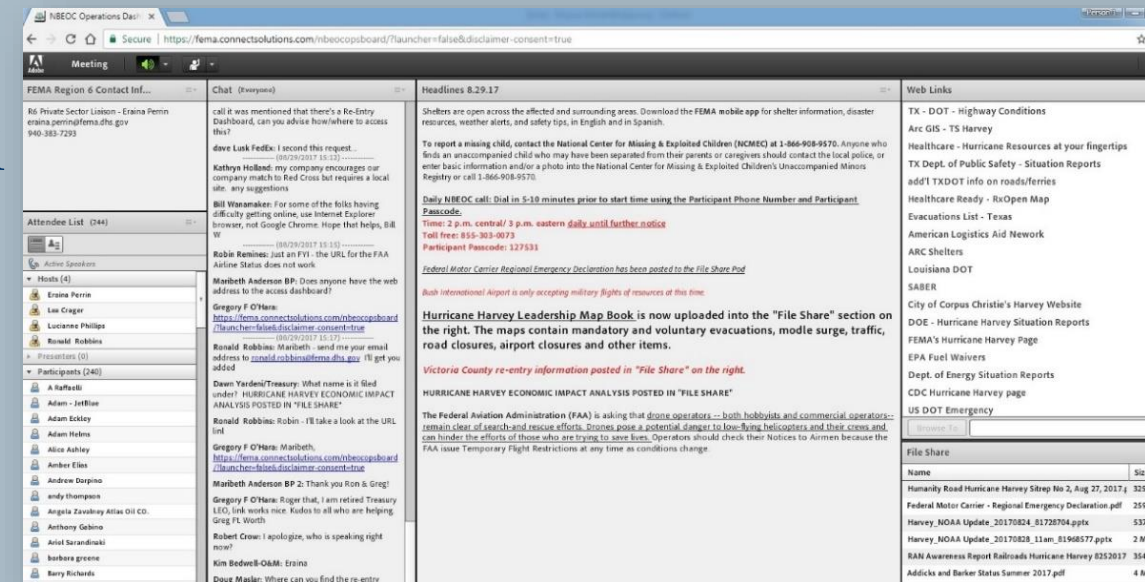 NBEOC Operations Dash
Secure | https://fema.connectsolutions.com/nbeocopsboard/?launcher=false&disclaimer-consent=true
Adobe
Meeting
FEMA Region 6 Contact Inf...
R6 Private Sector Liaison - Eraina Perrin
eraina.perrin@fema.dhs.gov
940-383-7293
Attendee List (244)
Active Speakers
Hosts (4)
Eraina Perrin
Lee Crager
Lucianne Phillips
Ronald Robbins
Presenters (0)
Participants (240)
A Raffaelli
Adam - JetBlue
Adam Eckley
Adam Helms
Alice Ashley
Amber Elias
Andrew Darpino
andy thompson
Angela Zavalney Atlas Oil CO.
Anthony Gabino
Ariel Sarandinaki
barbara greene
Barry Richards
Chat (Everyone)
call it was mentioned that there's a Re-Entry
Dashboard, can you advise how/where to access
this?
dave Lusk FedEx: I second this request..
(08/29/2017 15:12)
Kathryn Holland: my company encourages our
company match to Red Cross but requires a local
site. any suggestions
Bill Wanamaker: For some of the folks having
difficulty getting online, use Internet Explorer
browser, not Google Chrome. Hope that helps, Bill
W
(08/29/2017 15:15)
Robin Remines: Just an FYI - the URL for the FAA
Airline Status does not work
Maribeth Anderson BP: Does anyone have the web
address to the access dashboard?
Gregory F O'Hara:
https://fema.connectsolutions.com/nbeocopsboard
/?launcher=false&disclaimer-consent=true
(08/29/2017 15:17)
Ronald Robbins: Maribeth - send me your email
address to ronald.robbins@fema.dhs.gov I'll get you
added
Dawn Yardeni/Treasury: What name is it filed
under? HURRICANE HARVEY ECONOMIC IMPACT
ANALYSIS POSTED IN "FILE SHARE"
Ronald Robbins: Robin - I'll take a look at the URL
linl
Gregory F O'Hara: Maribeth,
https://fema.connectsolutions.com/nbeocopsboard
/?launcher=false&disclaimer-consent=true
Maribeth Anderson BP 2: Thank you Ron & Greg!
Gregory F O'Hara: Roger that, I am retired Treasury
LEO, link works nice. Kudos to all who are helping.
Greg Ft. Worth
Robert Crow: I apologize, who is speaking right
now?
Kim Bedwell-O&M: Eraina
Doug Maslar: Where can you find the re-entry
Headlines 8.29.17
Shelters are open across the affected and surrounding areas. Download the FEMA mobile app for shelter information, disaster
resources, weather alerts, and safety tips, in English and in Spanish.
To report a missing child, contact the National Center for Missing & Exploited Children (NCMEC) at 1-866-908-9570. Anyone who
finds an unaccompanied child who may have been separated from their parents or caregivers should contact the local police, or
enter basic information and/or a photo into the National Center for Missing & Exploited Children's Unaccompanied Minors
Registry or call 1-866-908-9570.
Daily NBEOC call: Dial in 5-10 minutes prior to start time using the Participant Phone Number and Participant
Passcode.
Time: 2 p.m. central/ 3 p.m. eastern daily until further notice
Toll free: 855-303-0073
Participant Passcode: 127531
Federal Motor Carrier Regional Emergency Declaration has been posted to the File Share Pod
Bush International Airport is only accepting military flights of resources at this time.
Hurricane Harvey Leadership Map Book is now uploaded into the "File Share" section on
the right. The maps contain mandatory and voluntary evacuations, modle surge, traffic,
road closures, airport closures and other items.
Victoria County re-entry information posted in "File Share" on the right.
HURRICANE HARVEY ECONOMIC IMPACT ANALYSIS POSTED IN "FILE SHARE"
The Federal Aviation Administration (FAA) is asking that drone operators -- both hobbyists and commercial operators--
remain clear of search-and rescue efforts. Drones pose a potential danger to low-flying helicopters and their crews and
can hinder the efforts of those who are trying to save lives. Operators should check their Notices to Airmen because the
FAA issue Temporary Flight Restrictions at any time as conditions change.
Web Links
TX - DOT - Highway Conditions
Arc GIS - TS Harvey
Healthcare - Hurricane Resources at your fingertips
TX Dept. of Public Safety - Situation Reports
add'l TXDOT info on roads/ferries
Healthcare Ready - RxOpen Map
Evacuations List - Texas
American Logistics Aid Nework
ARC Shelters
Louisiana DOT
SABER
City of Corpus Christie's Harvey Website
DOE - Hurricane Harvey Situation Reports
FEMA's Hurricane Harvey Page
EPA Fuel Waivers
Dept. of Energy Situation Reports
CDC Hurricane Harvey page
US DOT Emergency
Browse To
File Share
Name Siz
Humanity Road Hurricane Harvey Sitrep No 2, Aug 27, 2017.p 325
Federal Motor Carrier - Regional Emergency Declaration.pdf 259
Harvey_NOAA Update_20170824_81728704.pptx 537
Harvey_NOAA Update_20170828_11am_81968577.pptx 2 M
RAN Awareness Report Railroads Hurricane Harvey 8252017 354
Addicks and Barker Status Summer 2017.pdf 4 M